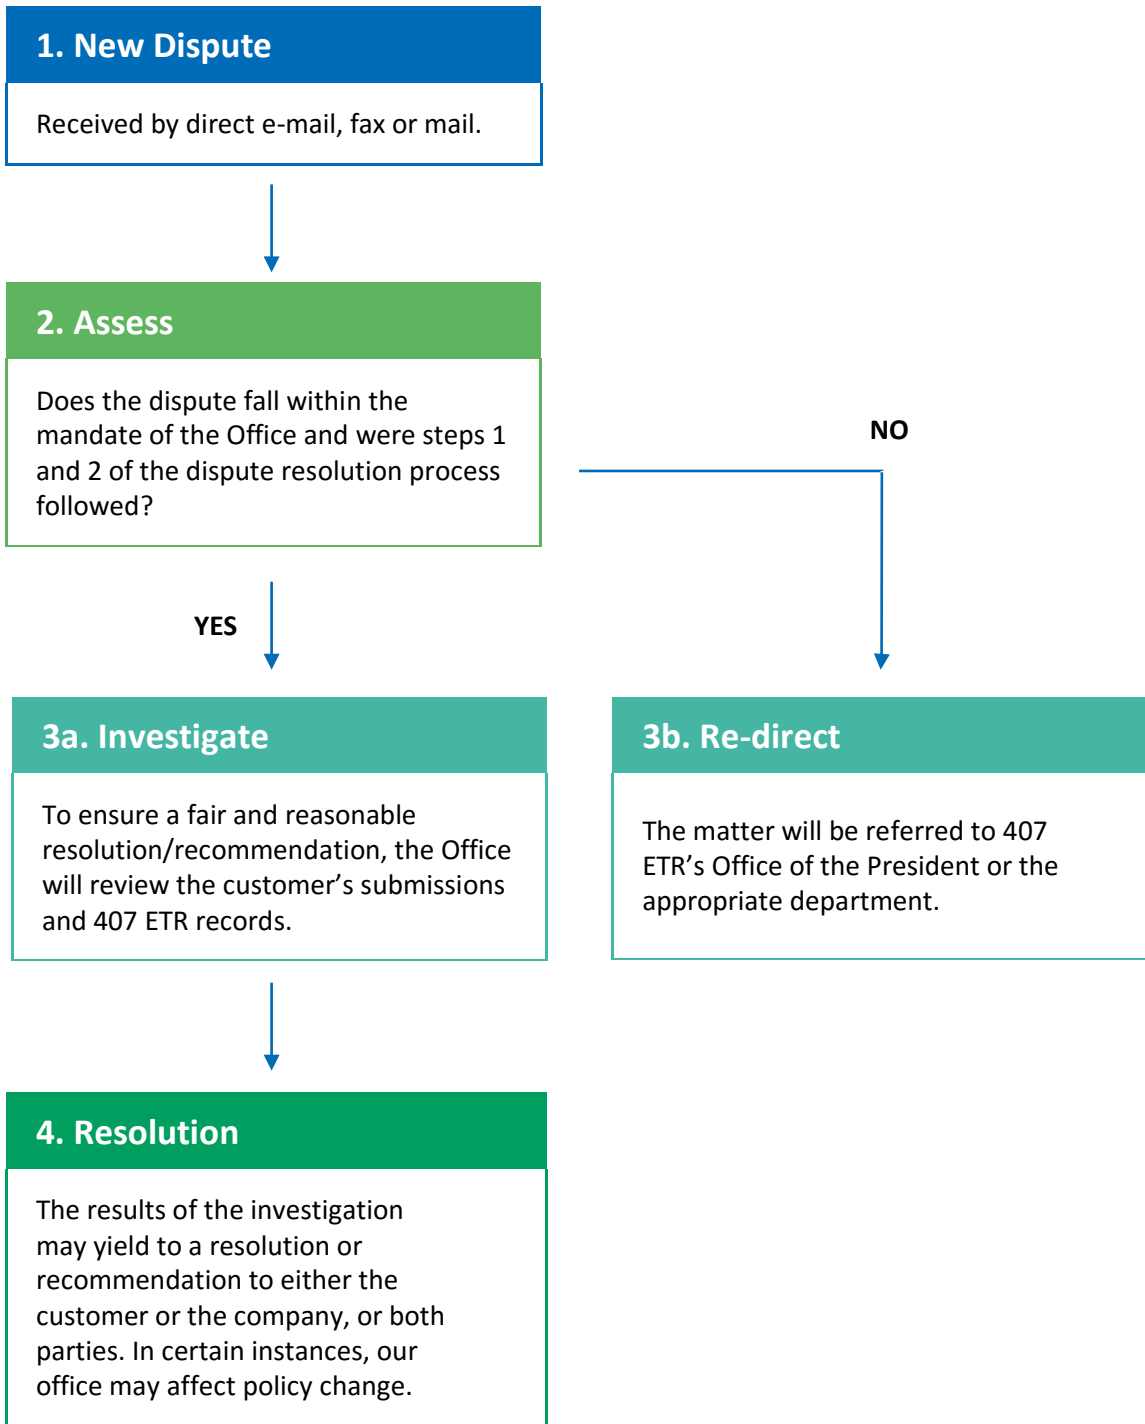 1. New Dispute
Received by direct e-mail, fax or mail.
2. Assess
Does the dispute fall within the
mandate of the Office and were steps 1
and 2 of the dispute resolution process
followed?
NO
YES
3a. Investigate
To ensure a fair and reasonable
resolution/recommendation, the Office
will review the customer’s submissions
and 407 ETR records.
3b. Re-direct
The matter will be referred to 407
ETR’s Office of the President or the
appropriate department.
4. Resolution
The results of the investigation
may yield to a resolution or
recommendation to either the
customer or the company, or both
parties. In certain instances, our
office may affect policy change.